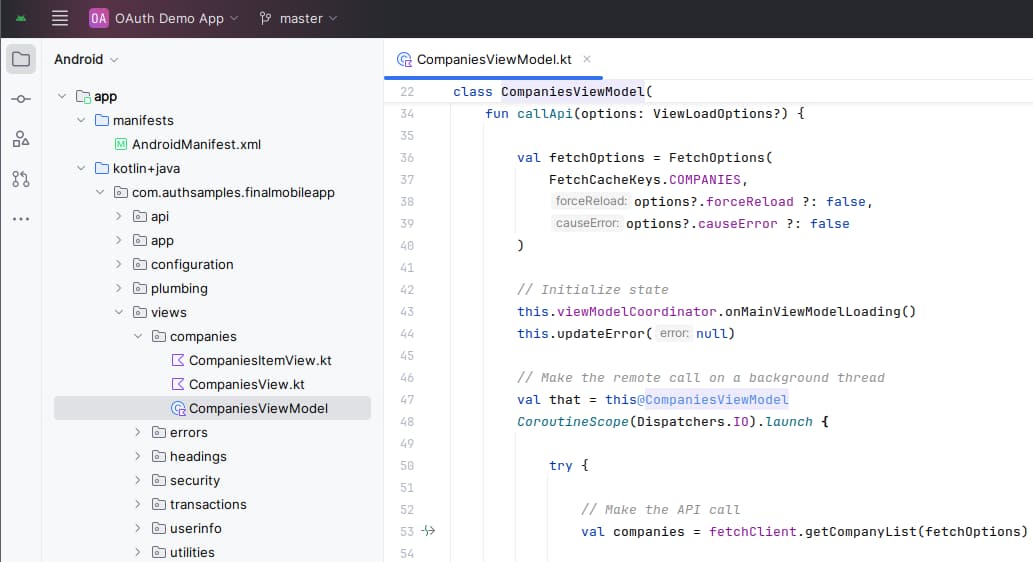 OA OAuth Demo App master
Android
app
manifests
M AndroidManifest.xml
kotlin+java
com.authsamples.finalmobileapp
api
app
configuration
plumbing
views
companies
CompaniesItemView.kt
CompaniesView.kt
CompaniesViewModel
errors
headings
security
transactions
userinfo
utilities
CompaniesViewModel.kt
22 class CompaniesViewModel(
34 fun callApi(options: ViewLoadOptions?) {
35
36 val fetchOptions = FetchOptions(
37 FetchCacheKeys.COMPANIES,
38 forceReload: options?.forceReload ?: false,
39 causeError: options?.causeError ?: false
40 )
41
42 // Initialize state
43 this.viewModelCoordinator.onMainViewModelLoading()
44 this.updateError( error: null)
45
46 // Make the remote call on a background thread
47 val that = this@CompaniesViewModel
48 CoroutineScope(Dispatchers.IO).launch {
49
50 try {
51
52 // Make the API call
53 val companies = fetchClient.getCompanyList(fetchOptions)
54